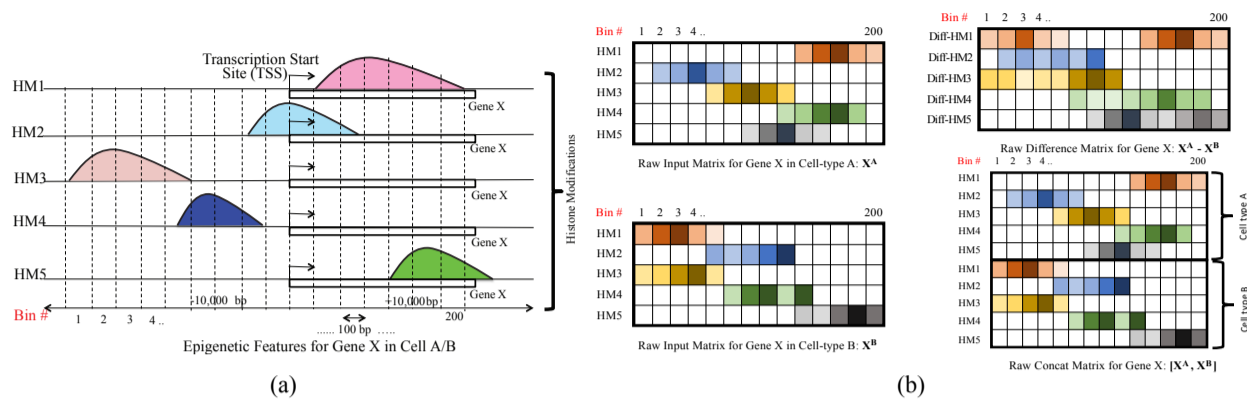 Transcription Start
Site (TSS)
HM1
Gene X
HM2
Gene X
HM3
Gene X
HM4
Gene X
HM5
Gene X
-10,000 bp
+10,000bp
Bin #
1 2 3 4 ..
200
...... 100 bp ......
Epigenetic Features for Gene X in Cell A/B
Histone Modifications
(a)
Bin #
1 2 3 4 ..
200
HM1
HM2
HM3
HM4
HM5
Raw Input Matrix for Gene X in Cell-type A: X^A
Bin #
1 2 3 4 ..
200
HM1
HM2
HM3
HM4
HM5
Raw Input Matrix for Gene X in Cell-type B: X^B
Bin #
1 2 3 4 ..
200
Diff-HM1
Diff-HM2
Diff-HM3
Diff-HM4
Diff-HM5
Raw Difference Matrix for Gene X: X^A - X^B
Bin #
1 2 3 4 ..
200
HM1
HM2
HM3
HM4
HM5
Cell type A
HM1
HM2
HM3
HM4
HM5
Cell type B
Raw Concat Matrix for Gene X: [X^A, X^B]
(b)